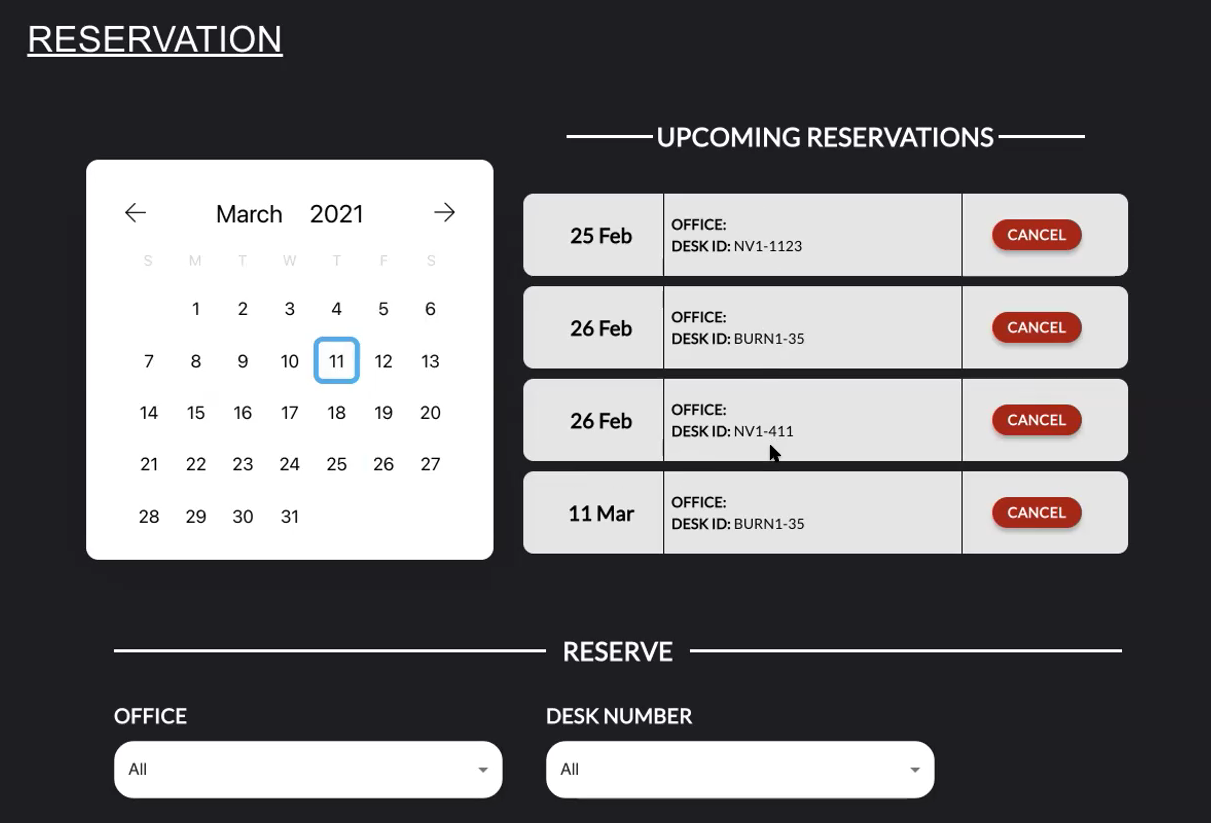 RESERVATION
UPCOMING RESERVATIONS
March 2021
S M T W T F S
1 2 3 4 5 6
7 8 9 10 11 12 13
14 15 16 17 18 19 20
21 22 23 24 25 26 27
28 29 30 31
25 Feb
OFFICE:
DESK ID: NV1-1123
CANCEL
26 Feb
OFFICE:
DESK ID: BURN1-35
CANCEL
26 Feb
OFFICE:
DESK ID: NV1-411
CANCEL
11 Mar
OFFICE:
DESK ID: BURN1-35
CANCEL
RESERVE
OFFICE
All
DESK NUMBER
All